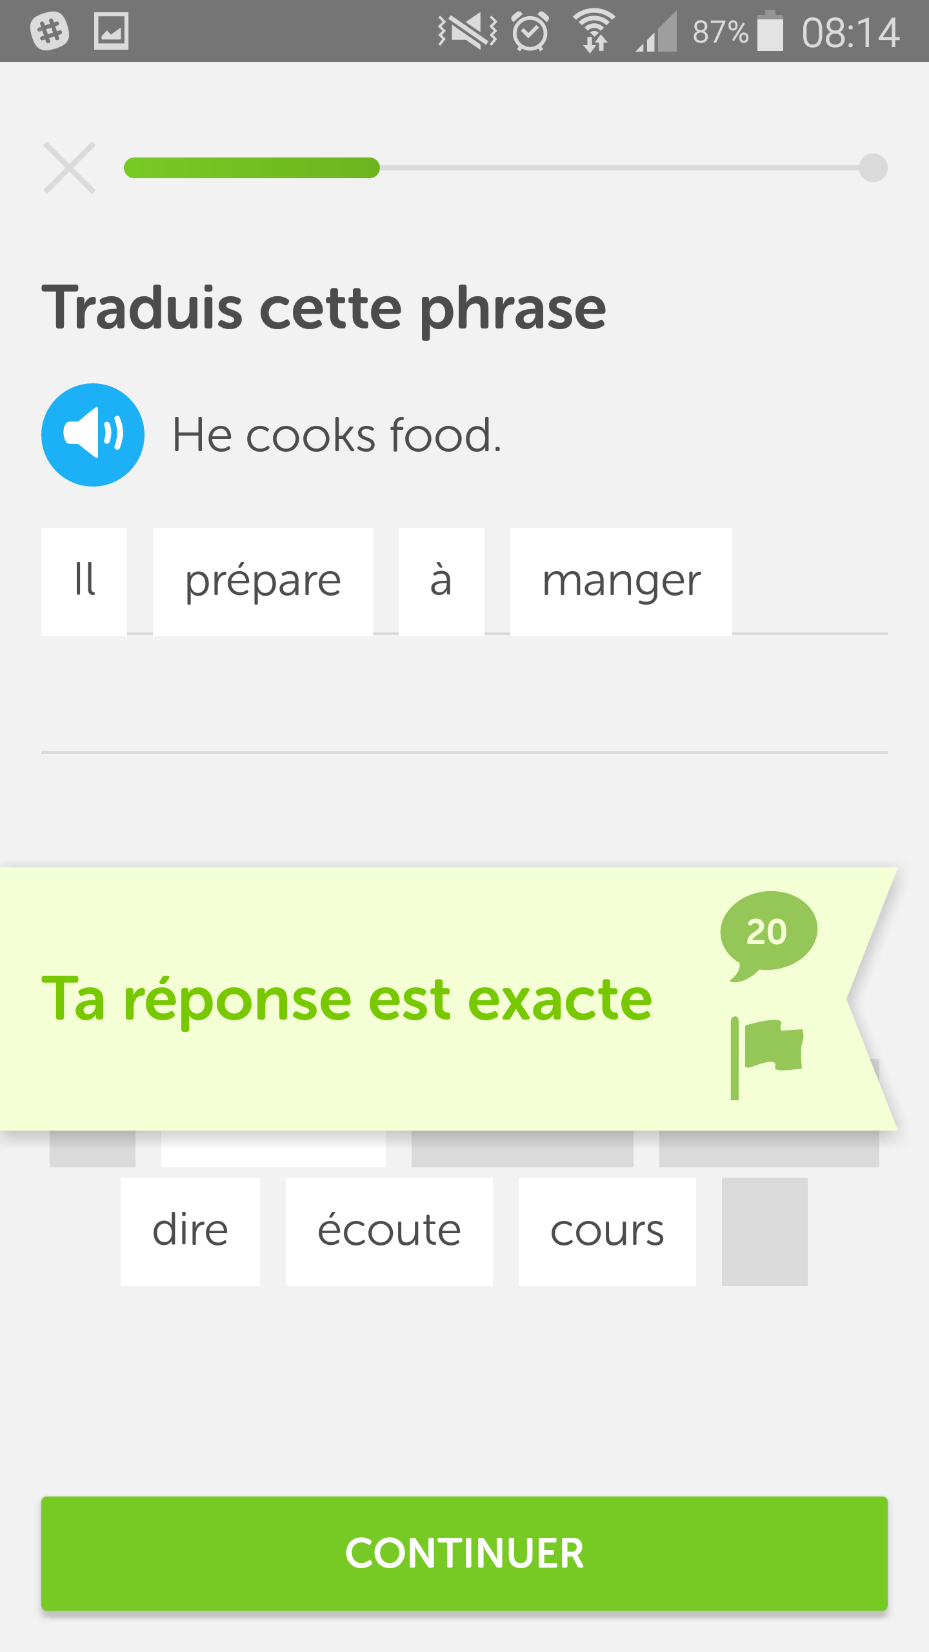 87% 08:14
Traduis cette phrase
He cooks food.
Il prépare à manger
20
Ta réponse est exacte
dire écoute cours
CONTINUER